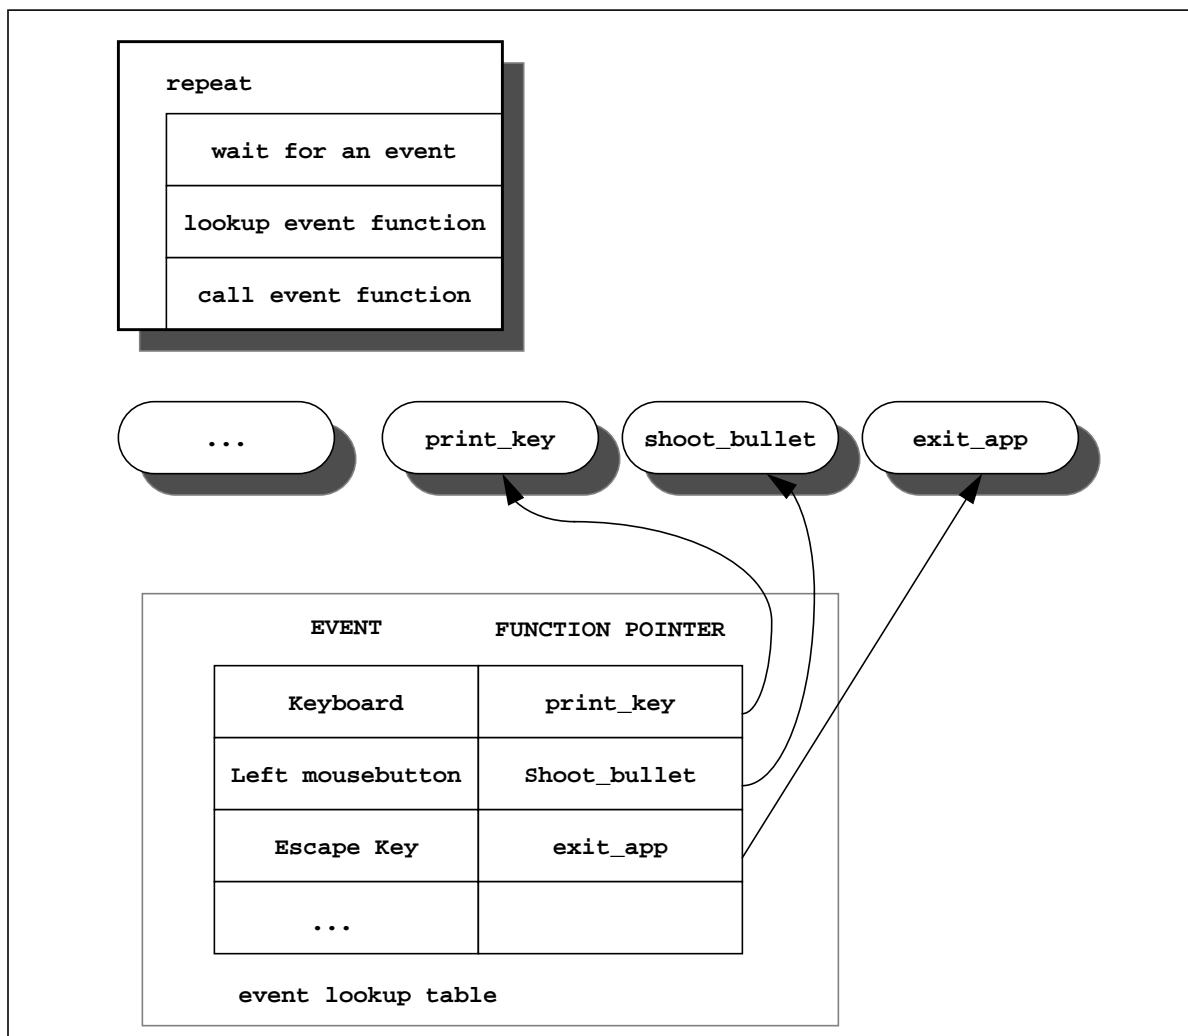 repeat
wait for an event
lookup event function
call event function
...
print_key
shoot_bullet
exit_app
EVENT
FUNCTION POINTER
Keyboard
print_key
Left mousebutton
Shoot_bullet
Escape Key
exit_app
...
event lookup table